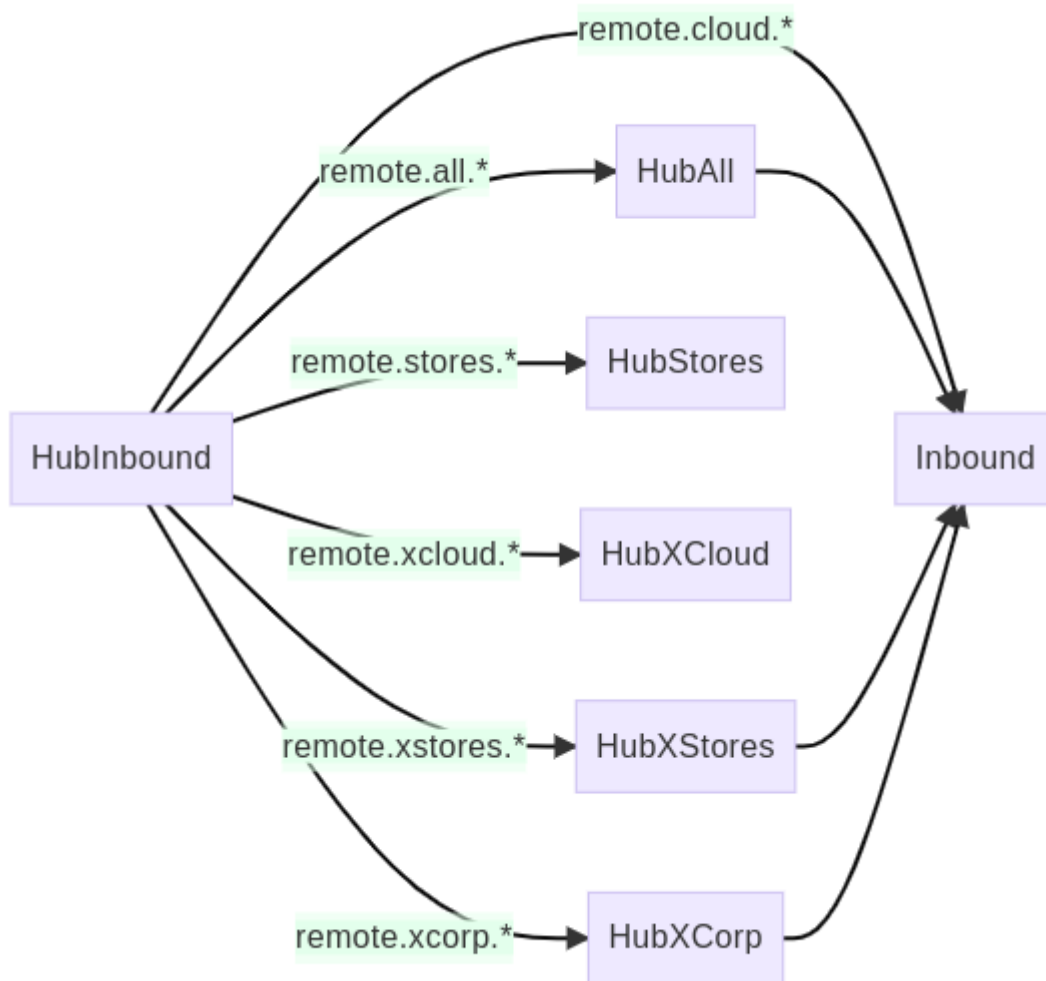 remote.cloud.*
remote.all.*
HubAll
remote.stores.*
HubStores
HubInbound
Inbound
remote.xcloud.*
HubXCloud
remote.xstores.*
HubXStores
remote.xcorp.*
HubXCorp